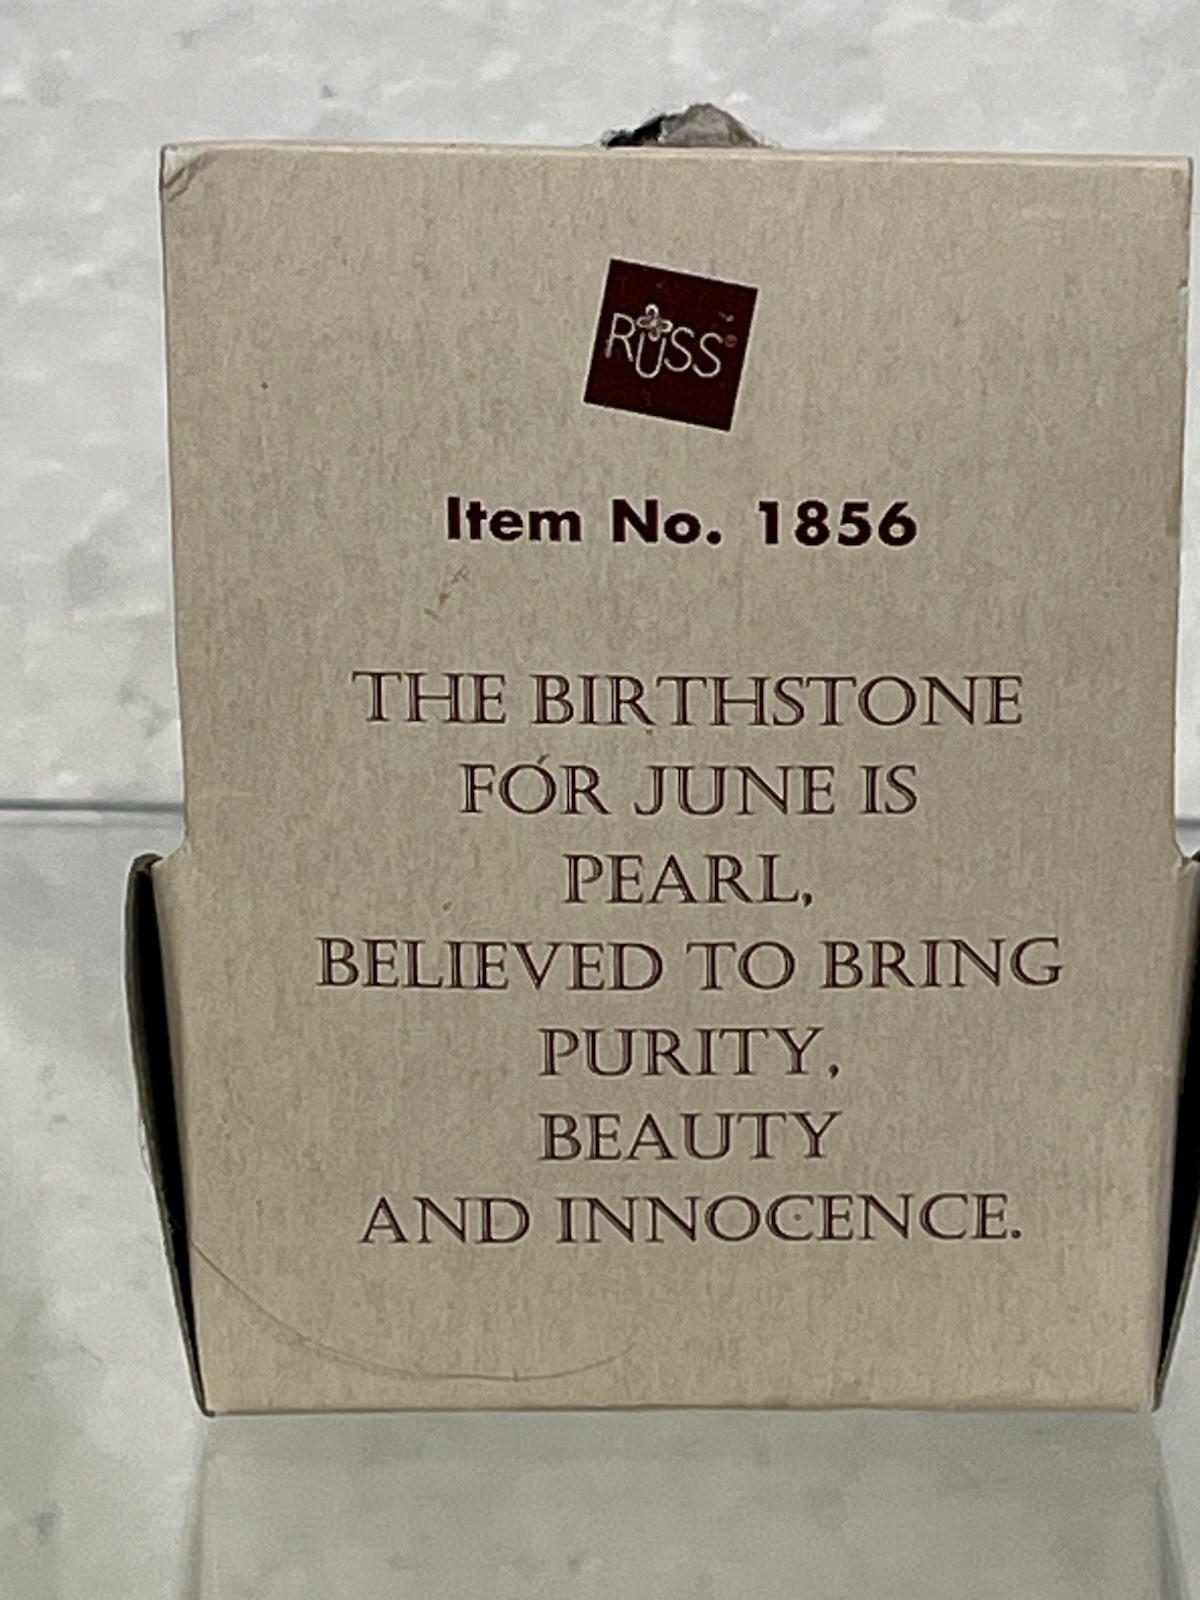 RUSS®
Item No. 1856
THE BIRTHSTONE
FOR JUNE IS
PEARL,
BELIEVED TO BRING
PURITY,
BEAUTY
AND INNOCENCE.